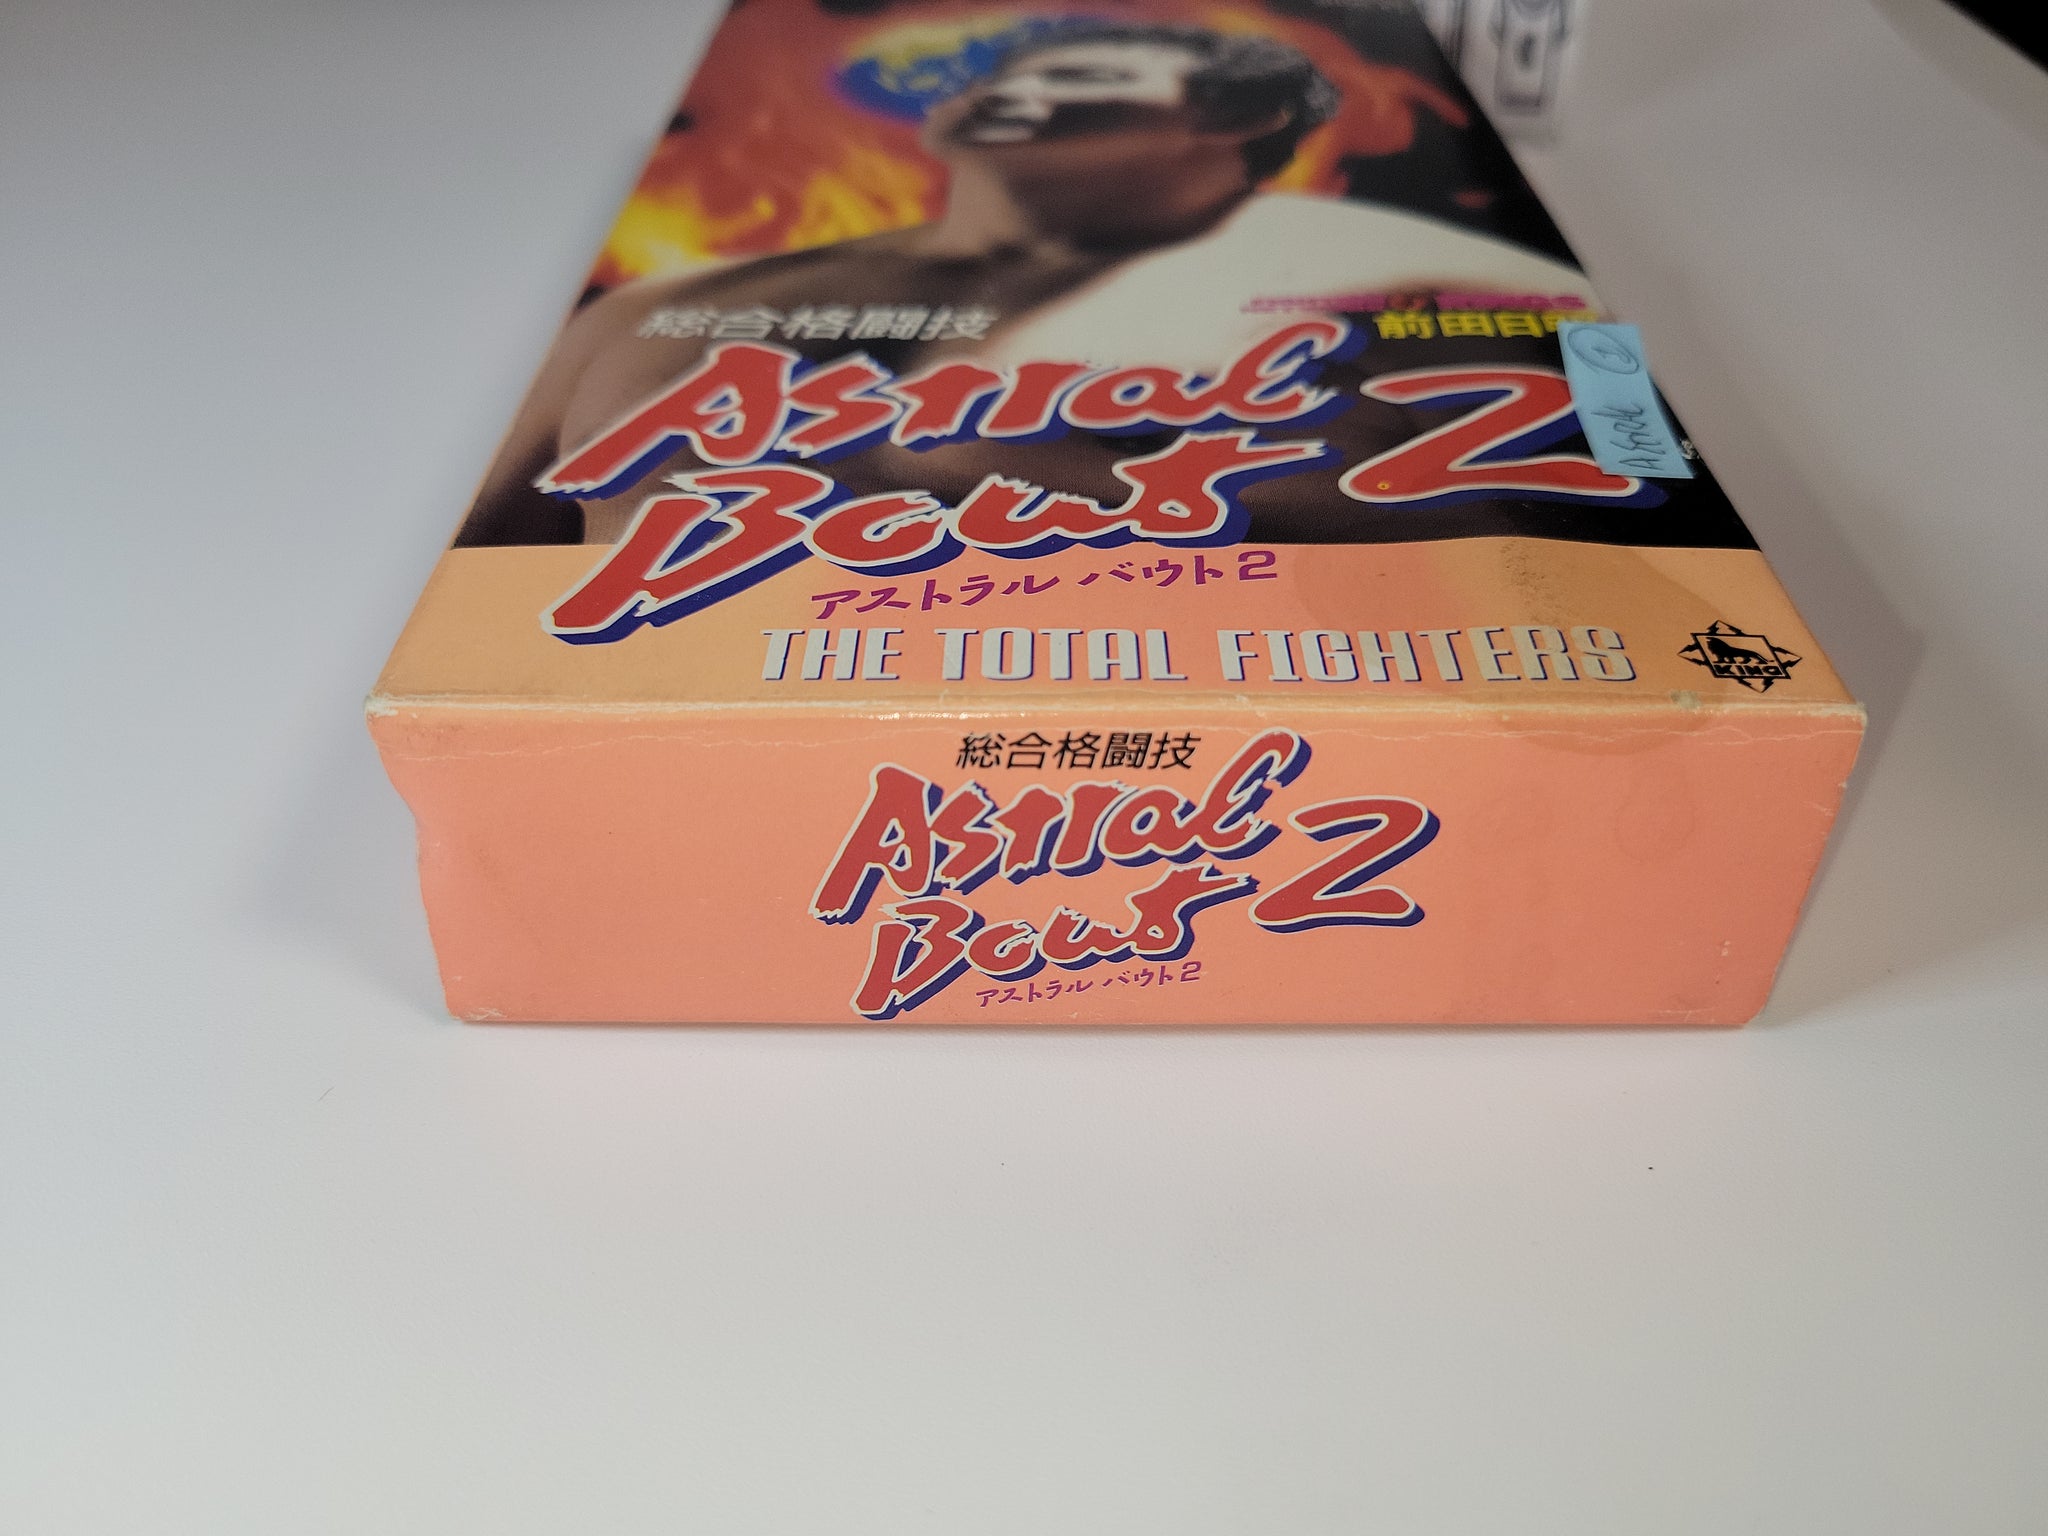 総合格闘技
前田日
Astral
Bout 2
アストラル バウト2
THE TOTAL FIGHTERS
KING
総合格闘技
Astral
Bout 2
アストラル バウト2